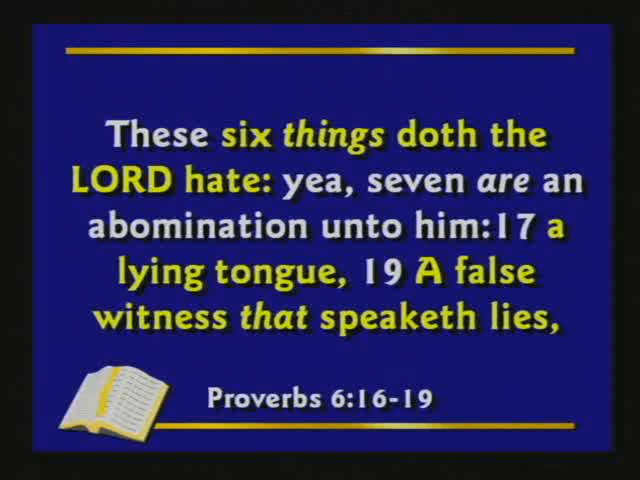 These six things doth the
LORD hate: yea, seven are an
abomination unto him:17 a
lying tongue, 19 A false
witness that speaketh lies,
Proverbs 6:16-19